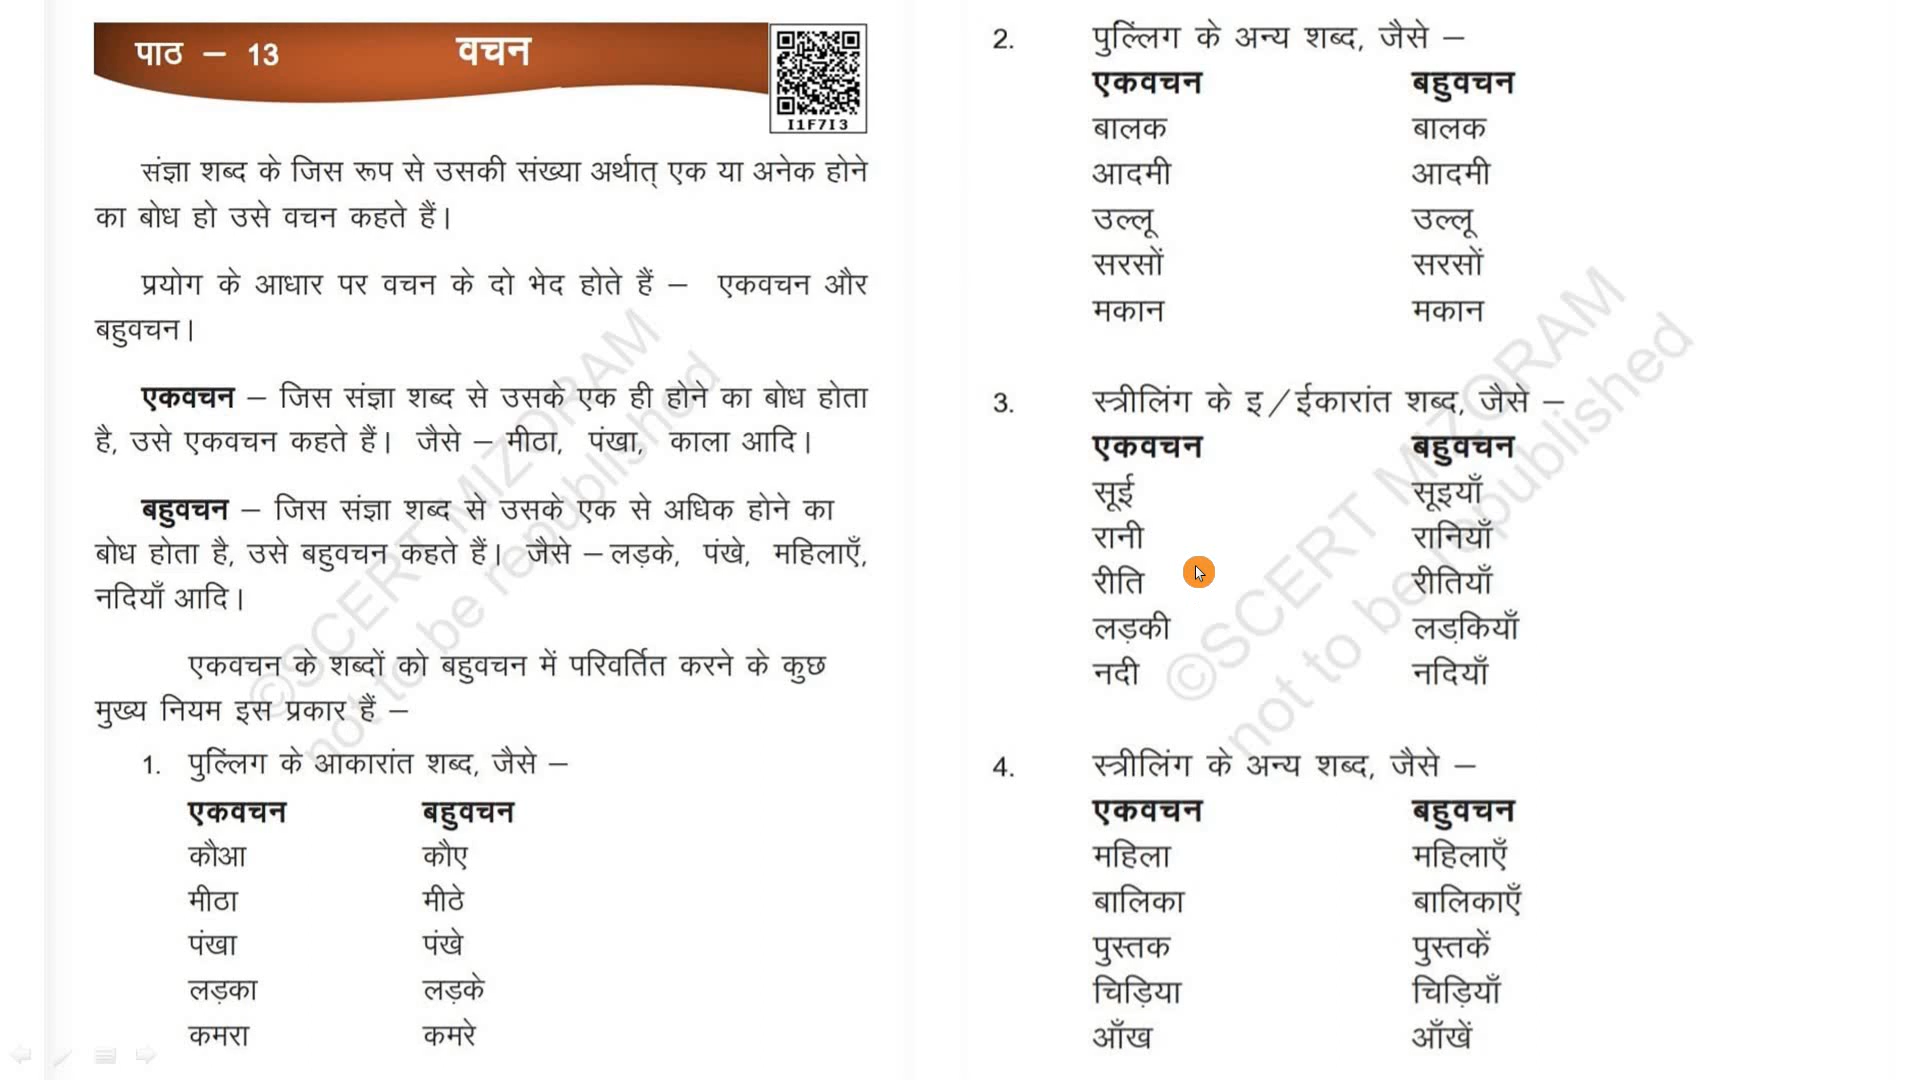 पाठ – 13 वचन
I1F7I3
संज्ञा शब्द के जिस रूप से उसकी संख्या अर्थात् एक या अनेक होने
का बोध हो उसे वचन कहते हैं।
प्रयोग के आधार पर वचन के दो भेद होते हैं – एकवचन और
बहुवचन।
एकवचन – जिस संज्ञा शब्द से उसके एक ही होने का बोध होता
है, उसे एकवचन कहते हैं। जैसे – मीठा, पंखा, काला आदि।
बहुवचन – जिस संज्ञा शब्द से उसके एक से अधिक होने का
बोध होता है, उसे बहुवचन कहते हैं। जैसे – लड़के, पंखे, महिलाएँ,
नदियाँ आदि।
एकवचन के शब्दों को बहुवचन में परिवर्तित करने के कुछ
मुख्य नियम इस प्रकार हैं –
1. पुल्लिंग के आकारांत शब्द, जैसे –
एकवचन बहुवचन
कौआ कौए
मीठा मीठे
पंखा पंखे
लड़का लड़के
कमरा कमरे
©SCERT MIZORAM
not to be republished
2. पुल्लिंग के अन्य शब्द, जैसे –
एकवचन बहुवचन
बालक बालक
आदमी आदमी
उल्लू उल्लू
सरसों सरसों
मकान मकान
3. स्त्रीलिंग के इ/ईकारांत शब्द, जैसे –
एकवचन बहुवचन
सूई सूइयाँ
रानी रानियाँ
रीति रीतियाँ
लड़की लड़कियाँ
नदी नदियाँ
4. स्त्रीलिंग के अन्य शब्द, जैसे –
एकवचन बहुवचन
महिला महिलाएँ
बालिका बालिकाएँ
पुस्तक पुस्तकें
चिड़िया चिड़ियाँ
आँख आँखें
©SCERT MIZORAM
not to be republished